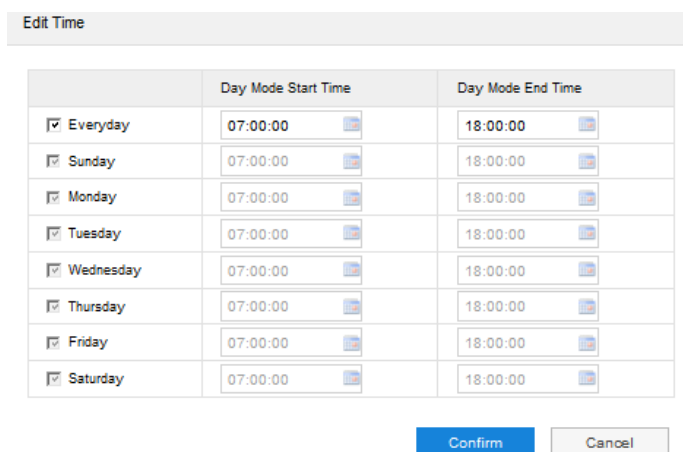 Edit Time
Day Mode Start Time Day Mode End Time
Everyday 07:00:00 18:00:00
Sunday 07:00:00 18:00:00
Monday 07:00:00 18:00:00
Tuesday 07:00:00 18:00:00
Wednesday 07:00:00 18:00:00
Thursday 07:00:00 18:00:00
Friday 07:00:00 18:00:00
Saturday 07:00:00 18:00:00
Confirm Cancel